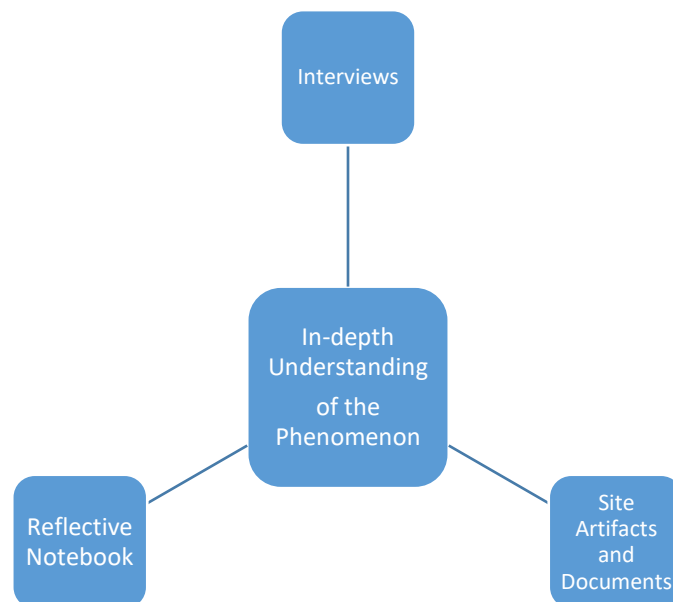 Interviews
In-depth
Understanding
of the
Phenomenon
Reflective
Notebook
Site
Artifacts
and
Documents